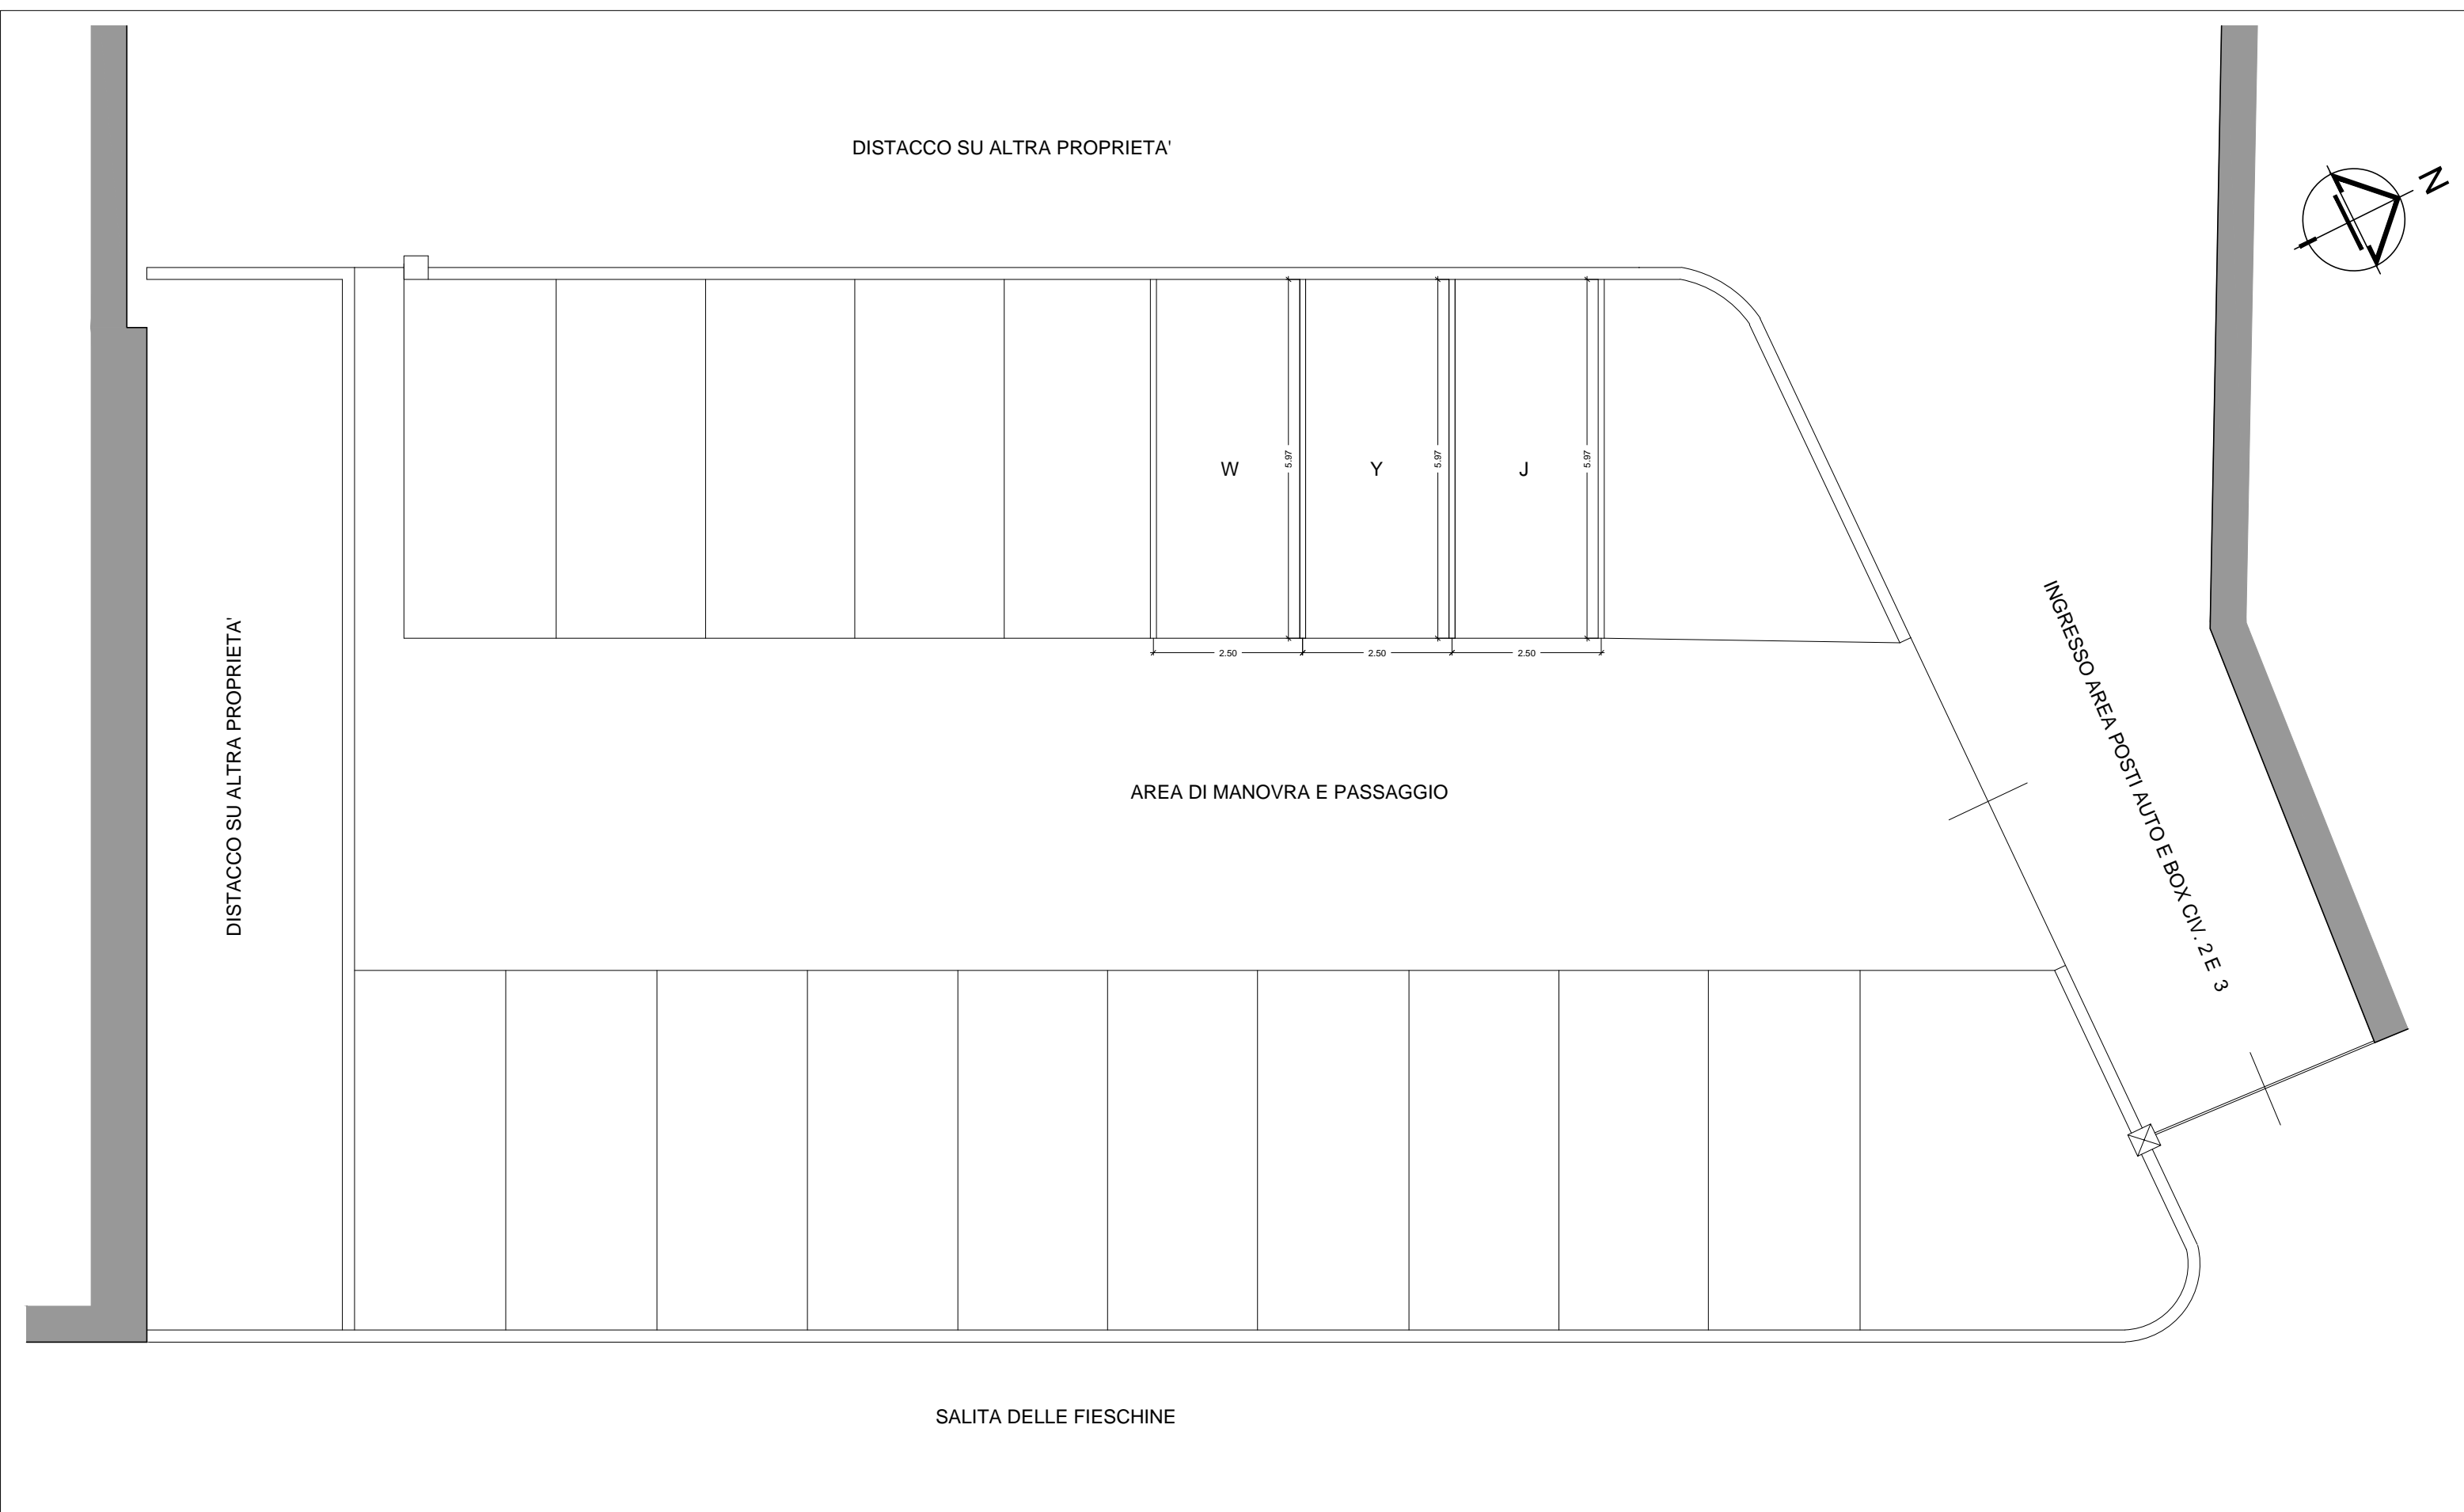 DISTACCO SU ALTRA PROPRIETA'
N
W
5.97
Y
5.97
J
5.97
2.50
2.50
2.50
DISTACCO SU ALTRA PROPRIETA'
AREA DI MANOVRA E PASSAGGIO
INGRESSO AREA POSTI AUTO E BOX CIV. 2 E 3
SALITA DELLE FIESCHINE